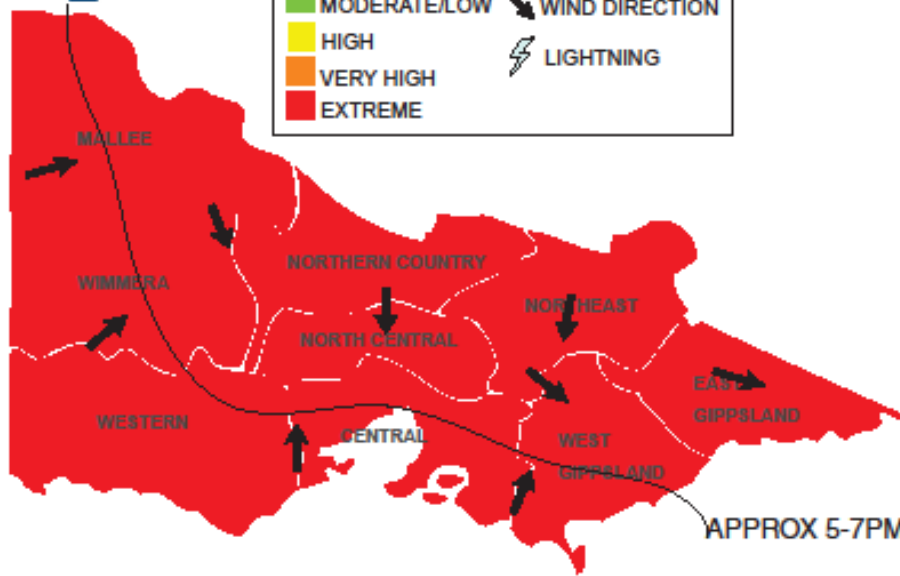 MODERATE/LOW
WIND DIRECTION
HIGH
LIGHTNING
VERY HIGH
EXTREME
MALLEE
NORTHERN COUNTRY
WIMMERA
NORTHEAST
NORTH CENTRAL
EAST
GIPPSLAND
WESTERN
CENTRAL
WEST
GIPPSLAND
APPROX 5-7PM